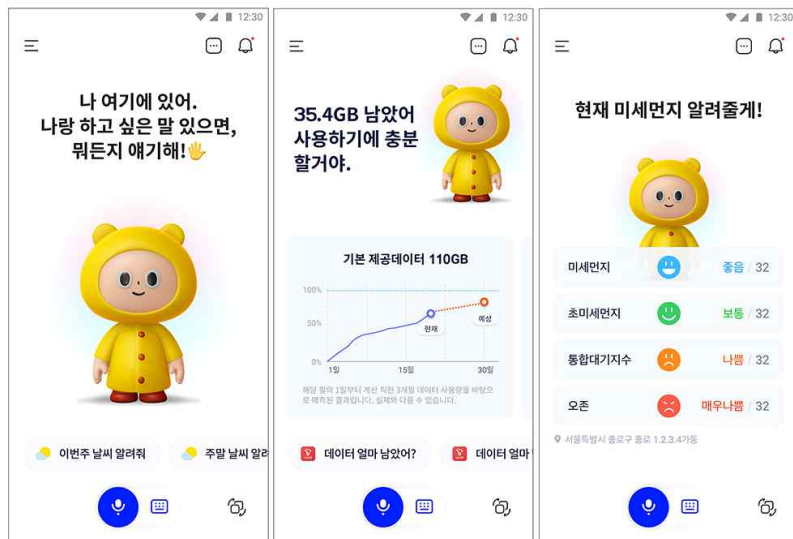 12:30
나 여기에 있어.
나랑 하고 싶은 말 있으면,
뭐든지 얘기해!🖐
이번주 날씨 알려줘
주말 날씨 알려
12:30
35.4GB 남았어
사용하기에 충분
할거야.
기본 제공데이터 110GB
100%
50%
0%
현재
예상
1일
15일
30일
해당 월의 1일부터 계산 직전 3개월 데이터 사용량을 바탕으
로 예측된 결과입니다. 실제와 다를 수 있습니다.
데이터 얼마 남았어?
데이터 얼마
12:30
현재 미세먼지 알려줄게!
미세먼지 좋음 / 32
초미세먼지 보통 / 32
통합대기지수 나쁨 / 32
오존 매우나쁨 / 32
서울특별시 종로구 종로 1.2.3.4가동